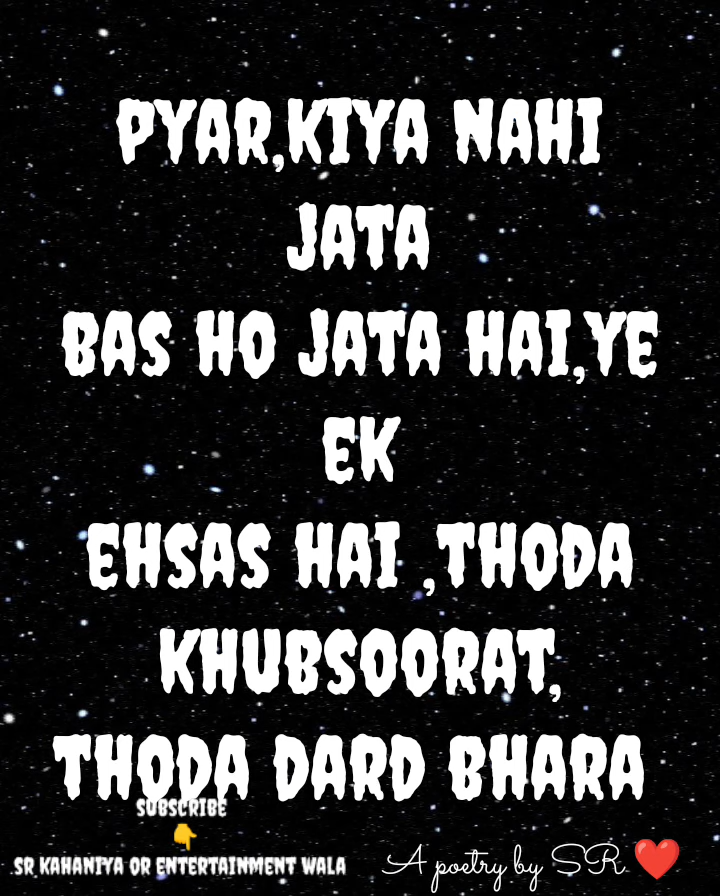 PYAR,KIYA NAHI
JATA
BAS HO JATA HAI,YE
EK
EHSAS HAI ,THODA
KHUBSOORAT,
THODA DARD BHARA
SUBSCRIBE
👇
SR KAHANIYA OR ENTERTAINMENT WALA
A poetry by SR ❤️